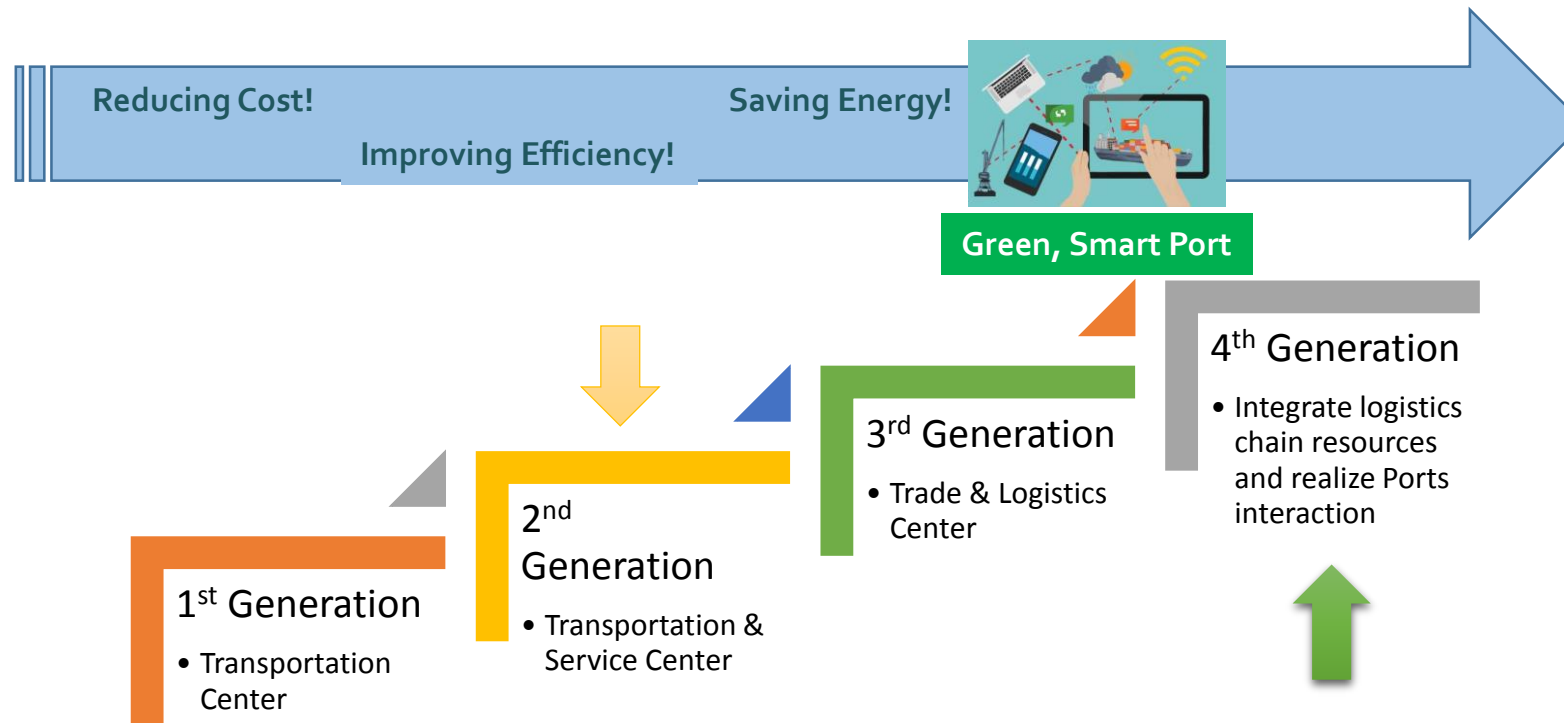 Reducing Cost!
Saving Energy!
Improving Efficiency!
Green, Smart Port
1st Generation
• Transportation
Center
2nd
Generation
• Transportation &
Service Center
3rd Generation
• Trade & Logistics
Center
4th Generation
• Integrate logistics
chain resources
and realize Ports
interaction